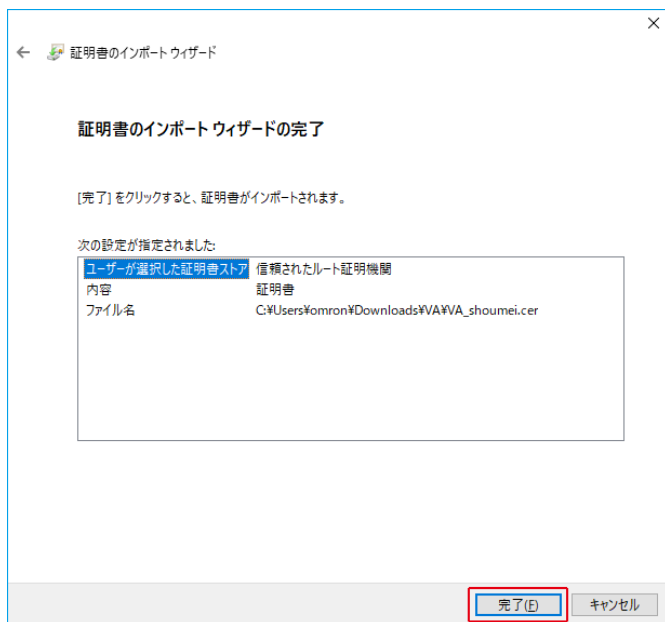 証明書のインポート ウィザード
証明書のインポート ウィザードの完了
[完了] をクリックすると、証明書がインポートされます。
次の設定が指定されました:
ユーザーが選択した証明書ストア 信頼されたルート証明機関
内容 証明書
ファイル名 C:¥Users¥omron¥Downloads¥VA¥VA_shoumei.cer
完了(F) キャンセル